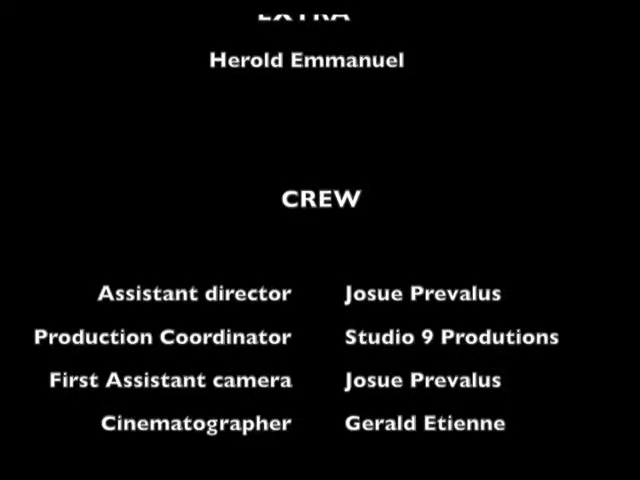 EXTRA
Herold Emmanuel
CREW
Assistant director Josue Prevalus
Production Coordinator Studio 9 Produtions
First Assistant camera Josue Prevalus
Cinematographer Gerald Etienne